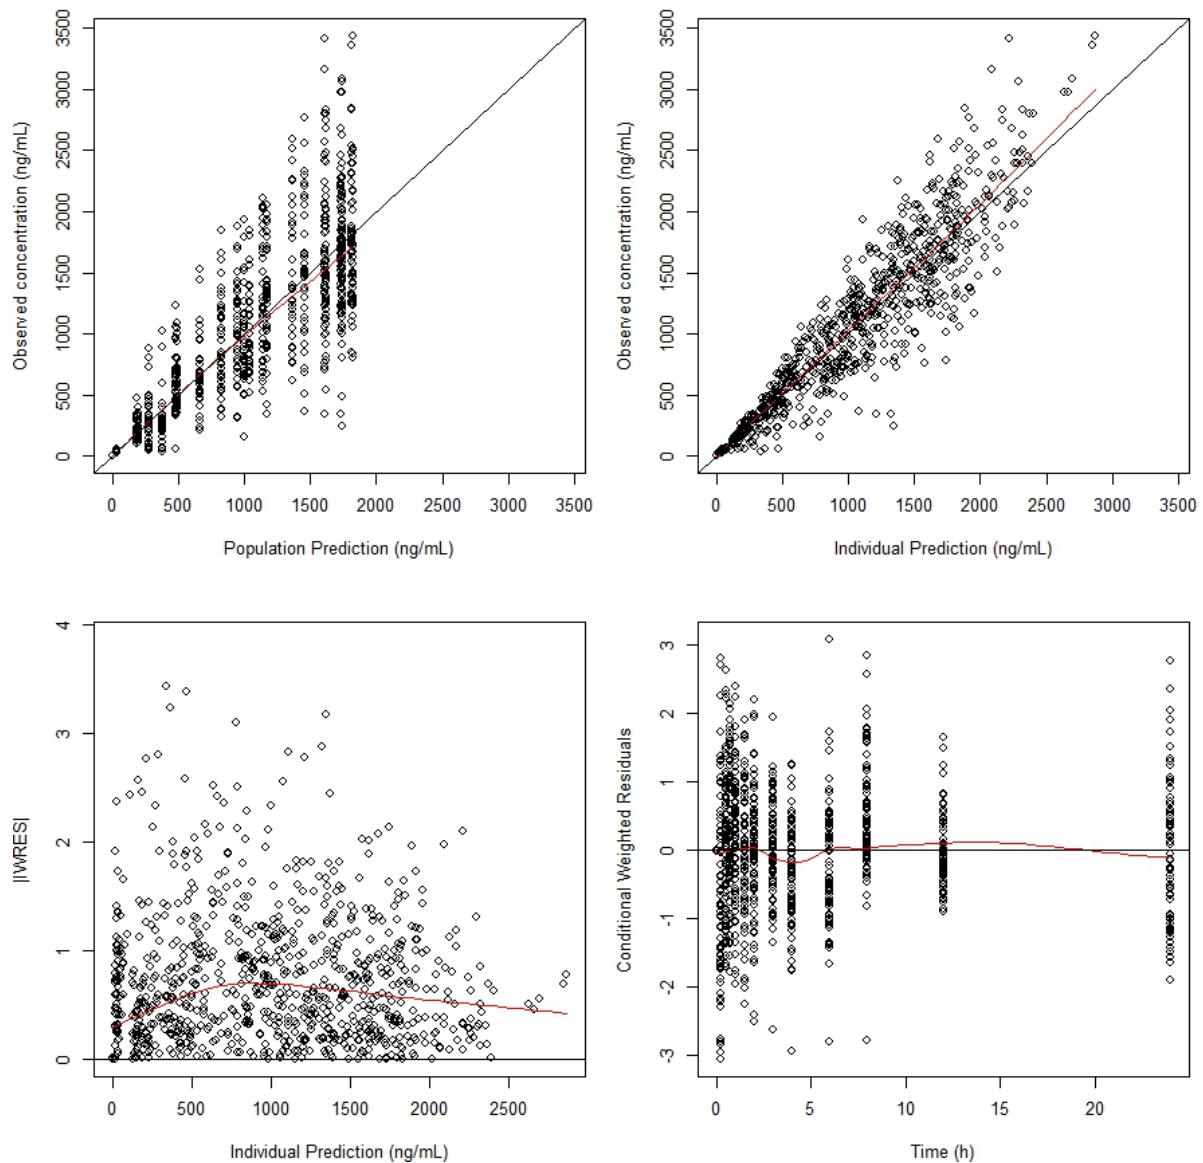 Observed concentration (ng/mL)
3500
3000
2500
2000
1500
1000
500
0
0 500 1000 1500 2000 2500 3000 3500
Population Prediction (ng/mL)
Observed concentration (ng/mL)
3500
3000
2500
2000
1500
1000
500
0
0 500 1000 1500 2000 2500 3000 3500
Individual Prediction (ng/mL)
|IWRES|
4
3
2
1
0
0 500 1000 1500 2000 2500
Individual Prediction (ng/mL)
Conditional Weighted Residuals
3
2
1
0
-1
-2
-3
0 5 10 15 20
Time (h)